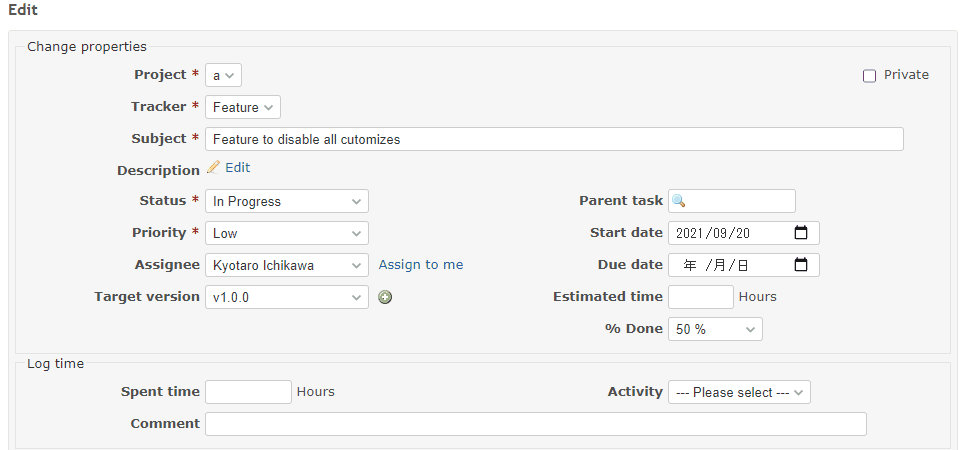 Edit
Change properties
Project * a Private
Tracker * Feature
Subject * Feature to disable all cutomizes
Description Edit
Status * In Progress Parent task
Priority * Low Start date 2021/09/20
Assignee Kyotaro Ichikawa Assign to me Due date 年 /月/日
Target version v1.0.0 Estimated time Hours
% Done 50 %
Log time
Spent time Hours Activity --- Please select ---
Comment